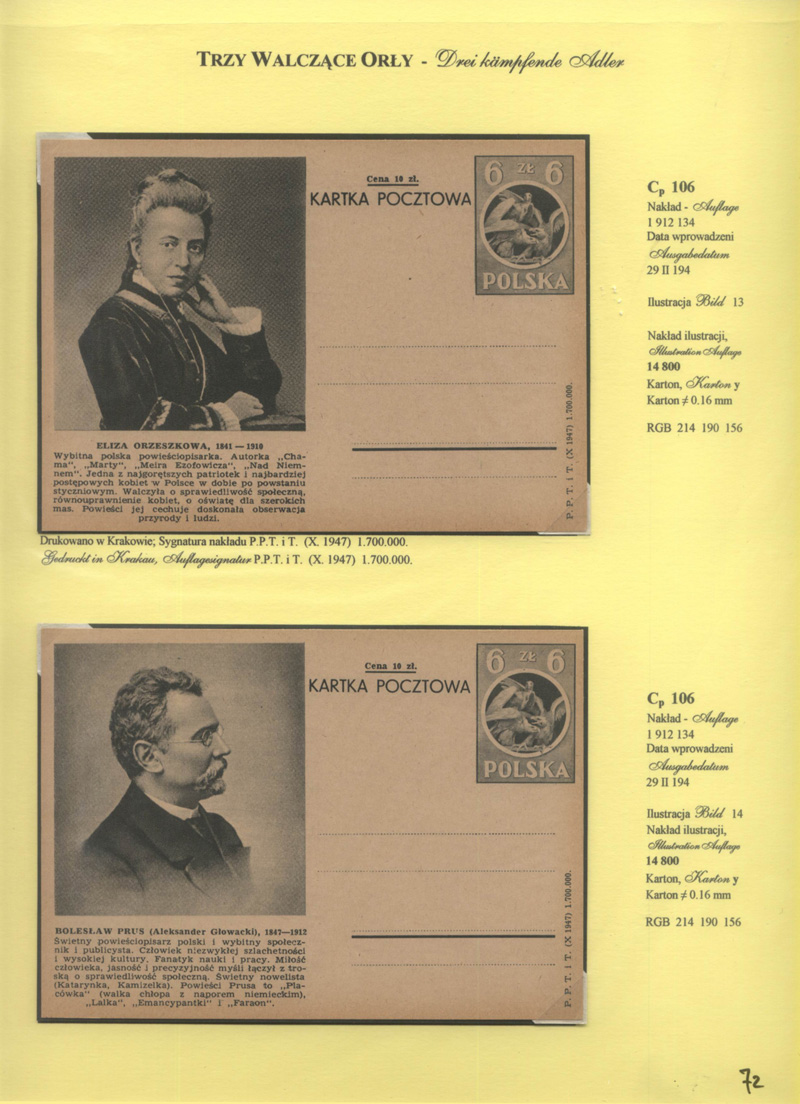 TRZY WALCZĄCE ORŁY - Drei kämpfende Adler
Cena 10 zł.
KARTKA POCZTOWA
6 ZŁ 6
POLSKA
ELIZA ORZESZKOWA, 1841 — 1910
Wybitna polska powieściopisarka. Autorka „Cha-
ma", „Marty", „Meira Ezofowicza", „Nad Niem-
nem". Jedna z najgorętszych patriotek i najbardziej
postępowych kobiet w Polsce w dobie po powstaniu
styczniowym. Walczyła o sprawiedliwość społeczną,
równouprawnienie kobiet, o oświatę dla szerokich
mas. Powieści jej cechuje doskonała obserwacja
przyrody i ludzi.
P. P. T. i T. (X 1947) 1.700.000.
Cp 106
Nakład - Auflage
1 912 134
Data wprowadzeni
Ausgabedatum
29 II 194
Ilustracja Bild 13
Nakład ilustracji,
Illustration Auflage
14 800
Karton, Karton y
Karton ≠ 0.16 mm
RGB 214 190 156
Drukowano w Krakowie; Sygnatura nakładu P.P.T. i T. (X. 1947) 1.700.000.
Gedruckt in Krakau, Auflagesignatur P.P.T. i T. (X. 1947) 1.700.000.
Cena 10 zł.
KARTKA POCZTOWA
6 ZŁ 6
POLSKA
BOLESŁAW PRUS (Aleksander Głowacki), 1847—1912
Świetny powieściopisarz polski i wybitny społecz-
nik i publicysta. Człowiek niezwykłej szlachetności
i wysokiej kultury. Fanatyk nauki i pracy. Miłość
człowieka, jasność i precyzyjność myśli łączył z tro-
ską o sprawiedliwość społeczną. Świetny nowelista
(Katarynka, Kamizelka). Powieści Prusa to „Pla-
cówka" (walka chłopa z naporem niemieckim),
„Lalka", „Emancypantki" i „Faraon".
P. P. T. i T. (X 1947) 1.700.000.
Cp 106
Nakład - Auflage
1 912 134
Data wprowadzeni
Ausgabedatum
29 II 194
Ilustracja Bild 14
Nakład ilustracji,
Illustration Auflage
14 800
Karton, Karton y
Karton ≠ 0.16 mm
RGB 214 190 156
72